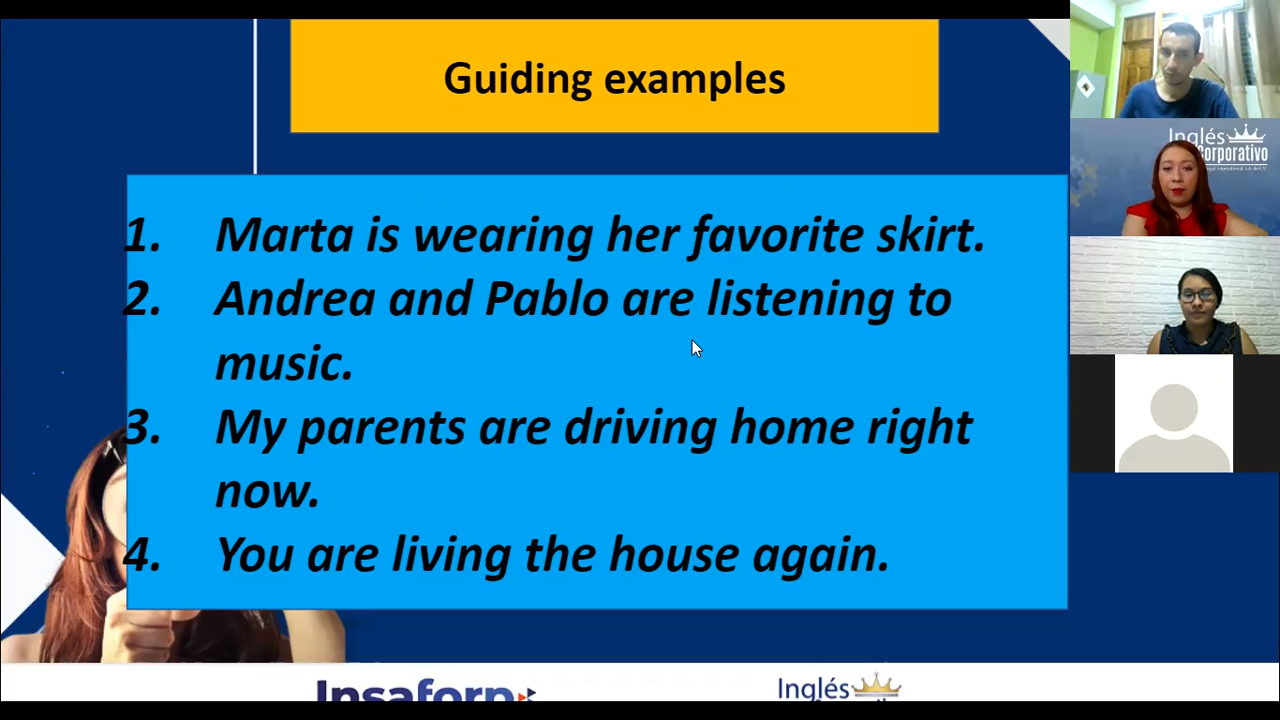 Guiding examples
1. Marta is wearing her favorite skirt.
2. Andrea and Pablo are listening to
music.
3. My parents are driving home right
now.
4. You are living the house again.
Inglés
Corporativo
Insaforp
Inglés